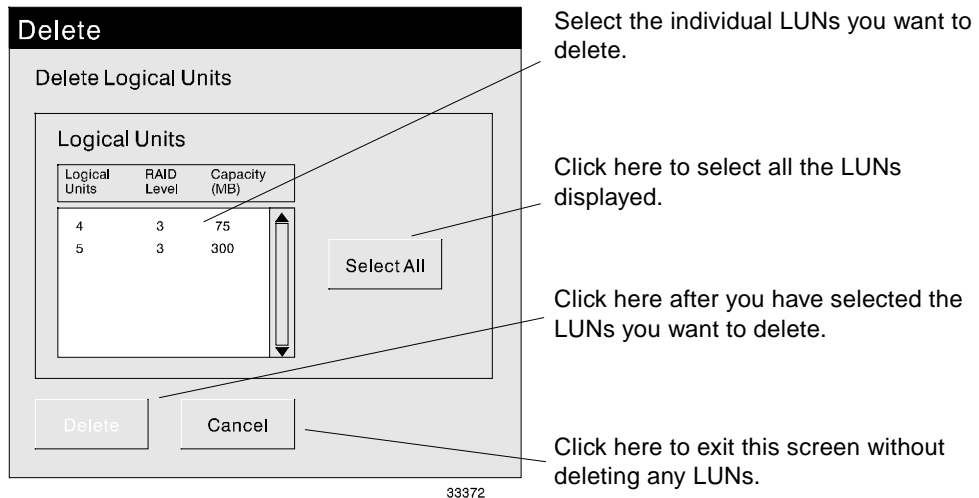 Delete
Delete Logical Units
Logical Units
Logical Units RAID Level Capacity (MB)
4 3 75
5 3 300
Select All
Delete
Cancel
33372
Select the individual LUNs you want to
delete.
Click here to select all the LUNs
displayed.
Click here after you have selected the
LUNs you want to delete.
Click here to exit this screen without
deleting any LUNs.